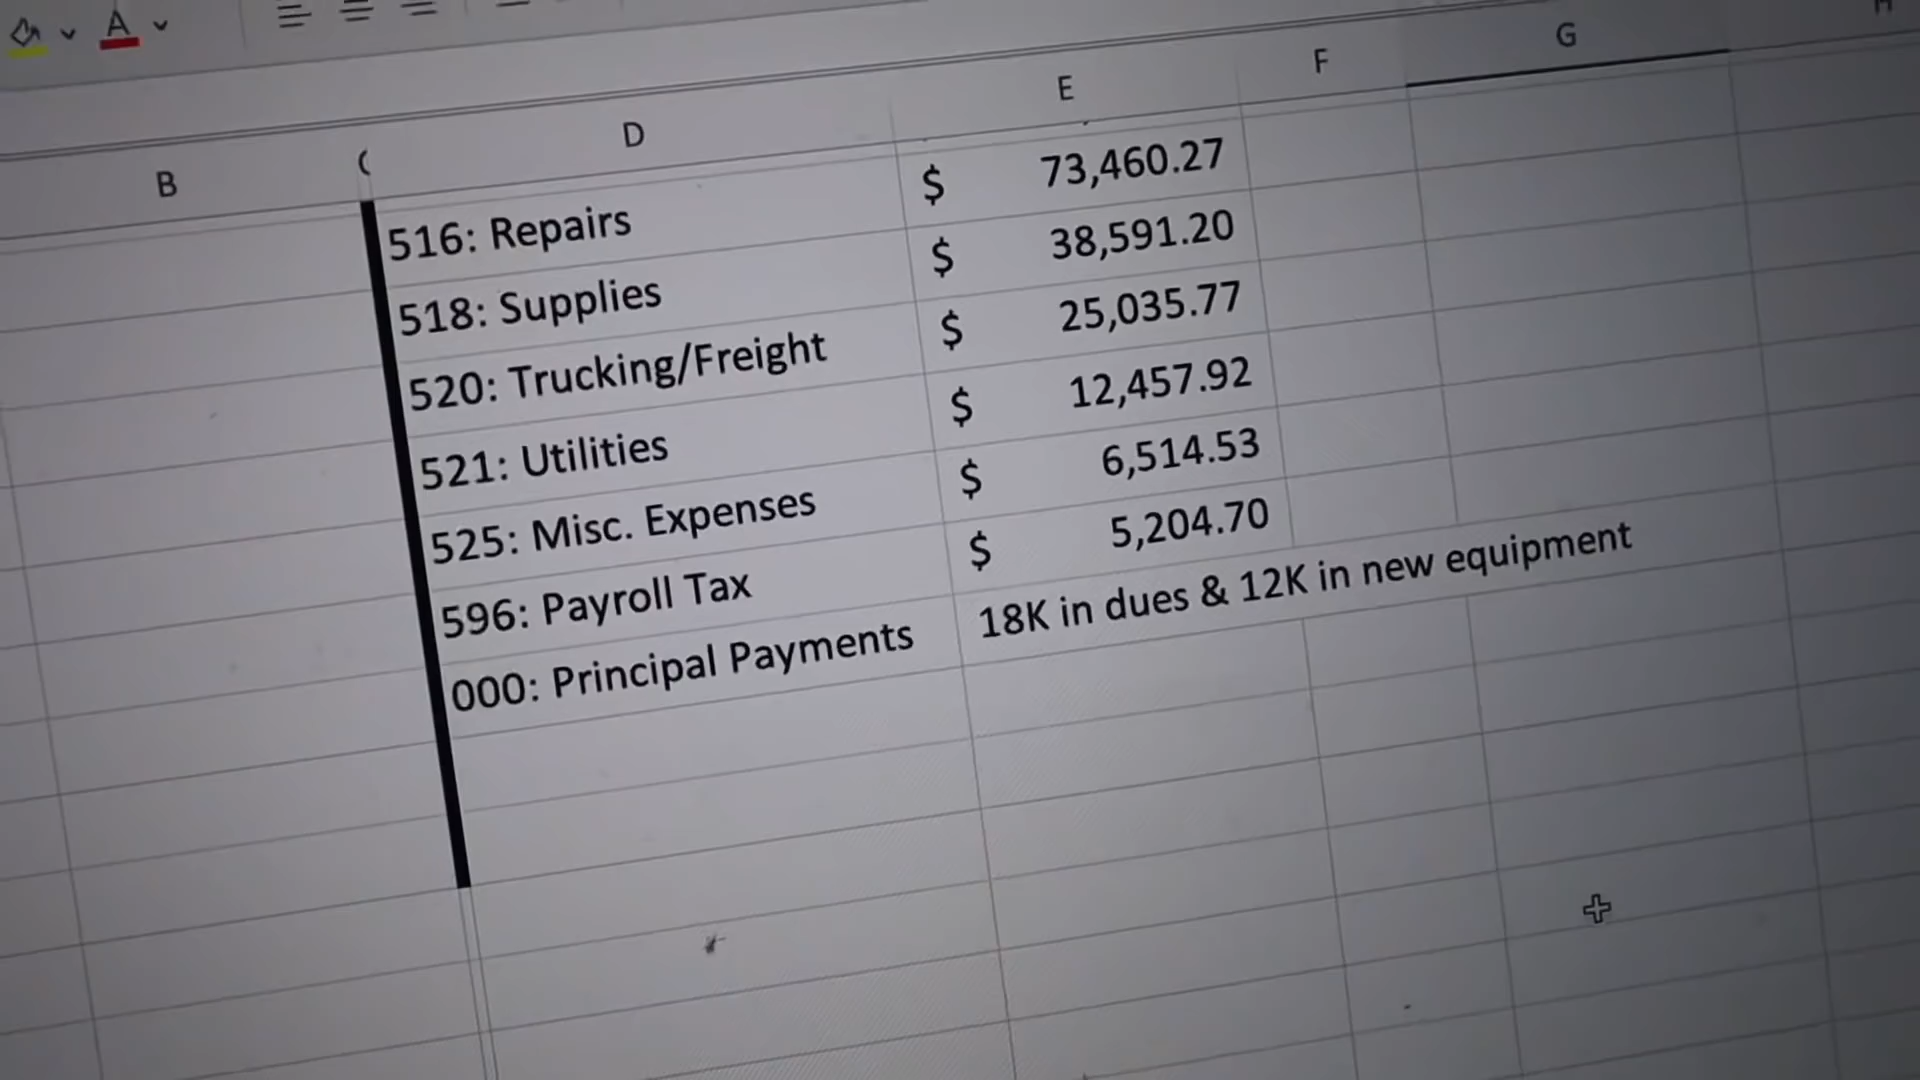 A
B C D E F G H
516: Repairs $ 73,460.27
518: Supplies $ 38,591.20
520: Trucking/Freight $ 25,035.77
521: Utilities $ 12,457.92
525: Misc. Expenses $ 6,514.53
596: Payroll Tax $ 5,204.70
000: Principal Payments 18K in dues & 12K in new equipment